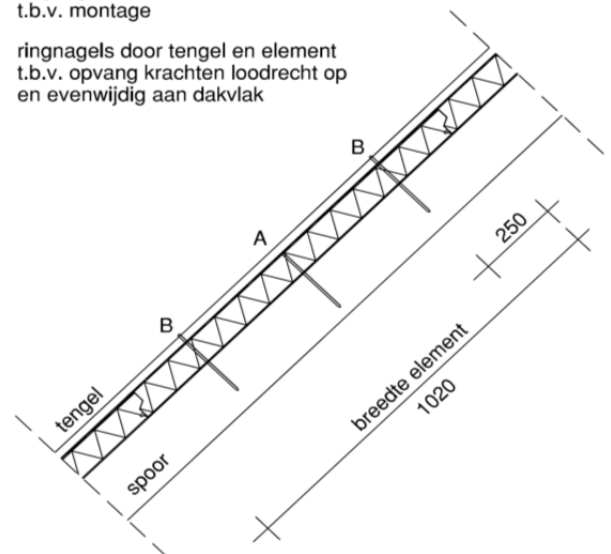 t.b.v. montage
ringnagels door tengel en element
t.b.v. opvang krachten loodrecht op
en evenwijdig aan dakvlak
B
A
B
250
tengel
breedte element
1020
spoor